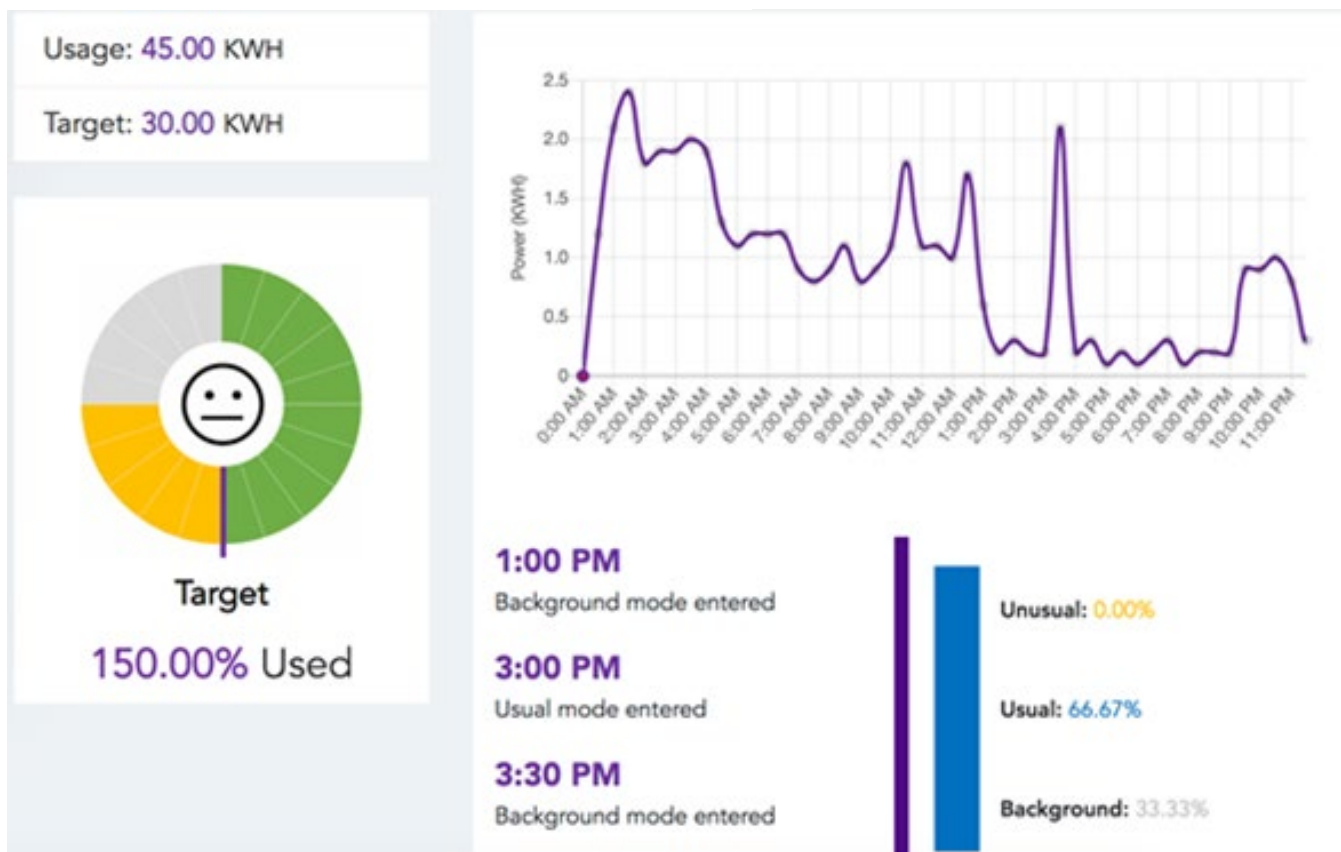 Usage: 45.00 KWH
Target: 30.00 KWH
Target
150.00% Used
Power (KWH)
2.5
2.0
1.5
1.0
0.5
0
0:00 AM
1:00 AM
2:00 AM
3:00 AM
4:00 AM
5:00 AM
6:00 AM
7:00 AM
8:00 AM
9:00 AM
10:00 AM
11:00 AM
12:00 AM
1:00 PM
2:00 PM
3:00 PM
4:00 PM
5:00 PM
6:00 PM
7:00 PM
8:00 PM
9:00 PM
10:00 PM
11:00 PM
1:00 PM
Background mode entered
3:00 PM
Usual mode entered
3:30 PM
Background mode entered
Unusual: 0.00%
Usual: 66.67%
Background: 33.33%